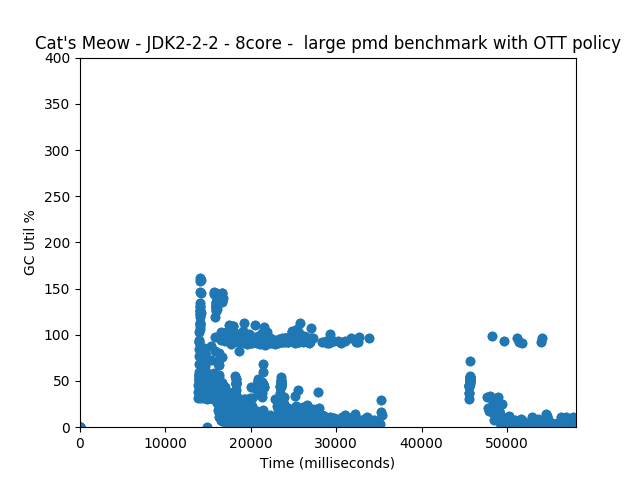 Cat's Meow - JDK2-2-2 - 8core -  large pmd benchmark with OTT policy
400
350
300
250
200
150
100
50
0
GC Util %
0 10000 20000 30000 40000 50000
Time (milliseconds)